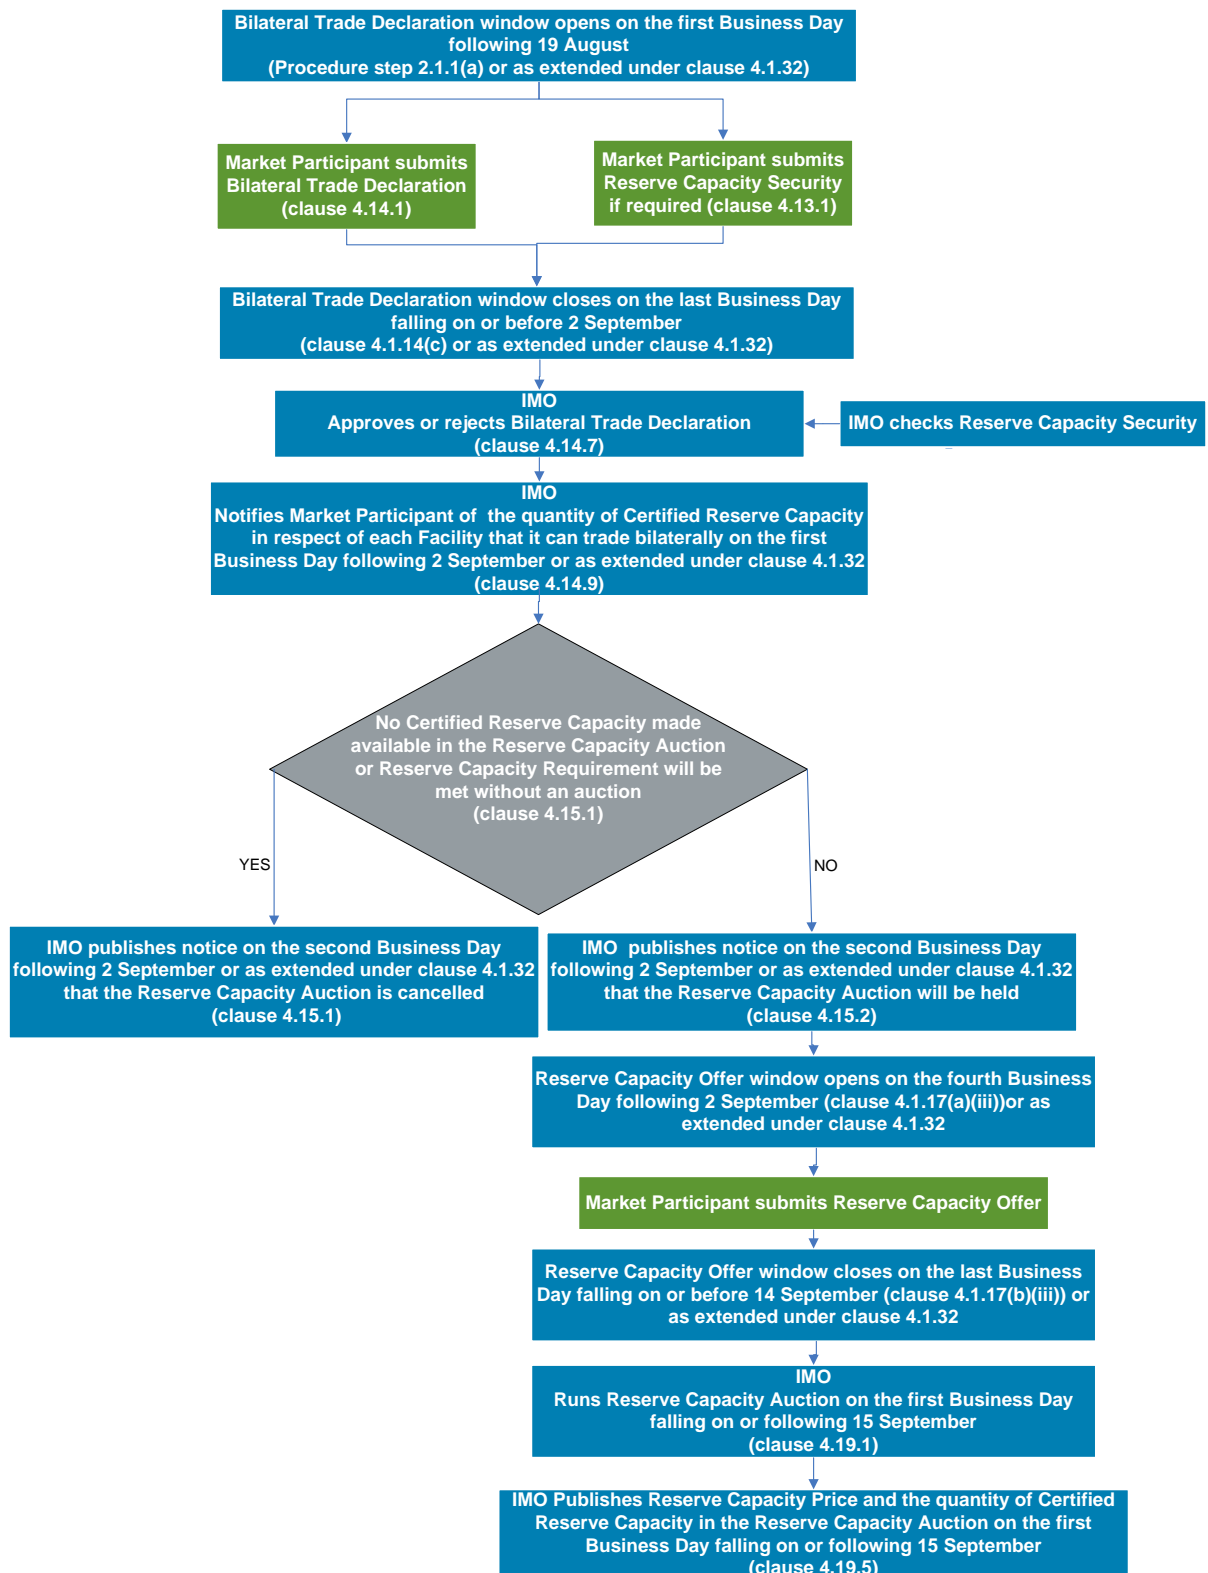 Bilateral Trade Declaration window opens on the first Business Day
following 19 August
(Procedure step 2.1.1(a) or as extended under clause 4.1.32)
Market Participant submits
Bilateral Trade Declaration
(clause 4.14.1)
Market Participant submits
Reserve Capacity Security
if required (clause 4.13.1)
Bilateral Trade Declaration window closes on the last Business Day
falling on or before 2 September
(clause 4.1.14(c) or as extended under clause 4.1.32)
IMO
Approves or rejects Bilateral Trade Declaration
(clause 4.14.7)
IMO checks Reserve Capacity Security
IMO
Notifies Market Participant of  the quantity of Certified Reserve Capacity
in respect of each Facility that it can trade bilaterally on the first
Business Day following 2 September or as extended under clause 4.1.32
(clause 4.14.9)
No Certified Reserve Capacity made
available in the Reserve Capacity Auction
or Reserve Capacity Requirement will be
met without an auction
(clause 4.15.1)
YES
NO
IMO publishes notice on the second Business Day
following 2 September or as extended under clause 4.1.32
that the Reserve Capacity Auction is cancelled
(clause 4.15.1)
IMO  publishes notice on the second Business Day
following 2 September or as extended under clause 4.1.32
that the Reserve Capacity Auction will be held
(clause 4.15.2)
Reserve Capacity Offer window opens on the fourth Business
Day following 2 September (clause 4.1.17(a)(iii))or as
extended under clause 4.1.32
Market Participant submits Reserve Capacity Offer
Reserve Capacity Offer window closes on the last Business
Day falling on or before 14 September (clause 4.1.17(b)(iii)) or
as extended under clause 4.1.32
IMO
Runs Reserve Capacity Auction on the first Business Day
falling on or following 15 September
(clause 4.19.1)
IMO Publishes Reserve Capacity Price and the quantity of Certified
Reserve Capacity in the Reserve Capacity Auction on the first
Business Day falling on or following 15 September
(clause 4.19.5)